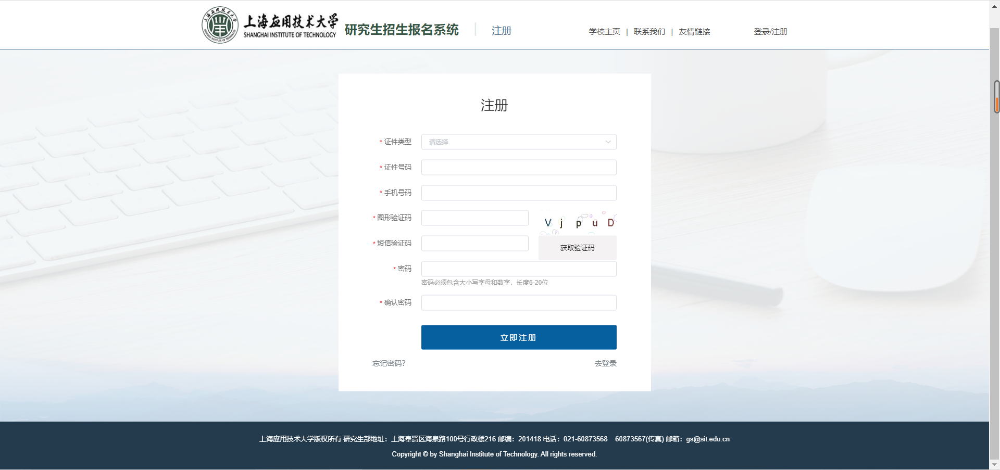 上海应用技术大学
SHANGHAI INSTITUTE OF TECHNOLOGY
研究生招生报名系统
注册
学校主页 | 联系我们 | 友情链接
登录/注册
注册
* 证件类型 请选择
* 证件号码
* 手机号码
* 图形验证码 V j p u D
* 短信验证码 获取验证码
* 密码
密码必须包含大小写字母和数字，长度6-20位
* 确认密码
立即注册
忘记密码? 去登录
上海应用技术大学版权所有 研究生部地址：上海奉贤区海泉路100号行政楼216 邮编：201418 电话：021-60873568 60873567(传真) 邮箱：gs@sit.edu.cn
Copyright © by Shanghai Institute of Technology. All rights reserved.